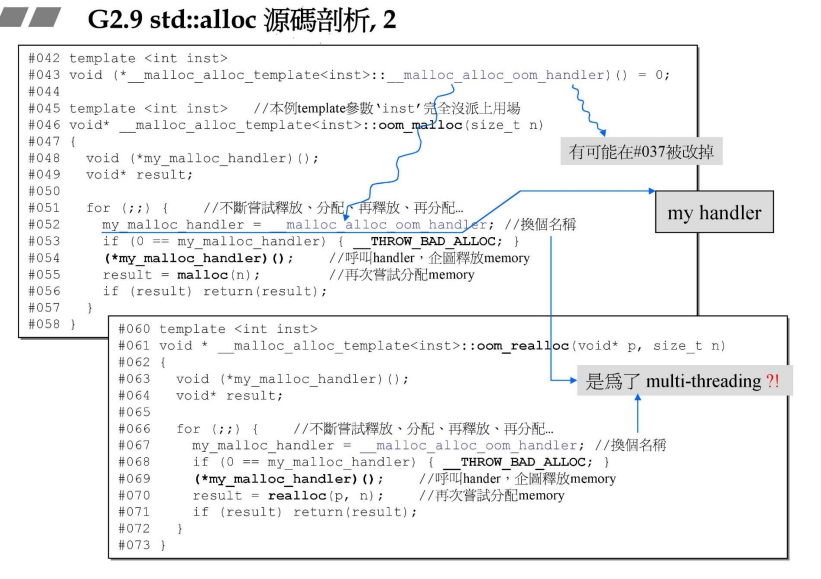 G2.9 std::alloc 源碼剖析, 2
#042 template <int inst>
#043 void (*__malloc_alloc_template<inst>::__malloc_alloc_oom_handler)() = 0;
#044
#045 template <int inst>   //本例template參數‵inst′完全沒派上用場
#046 void* __malloc_alloc_template<inst>::oom_malloc(size_t n)
#047 {
有可能在#037被改掉
#048   void (*my_malloc_handler)();
#049   void* result;
#050
#051   for (;;) {     //不斷嘗試釋放、分配、再釋放、再分配…
my handler
#052     my_malloc_handler = __malloc_alloc_oom_handler; //換個名稱
#053     if (0 == my_malloc_handler) { __THROW_BAD_ALLOC; }
#054     (*my_malloc_handler)();     //呼叫handler，企圖釋放memory
#055     result = malloc(n);         //再次嘗試分配memory
#056     if (result) return(result);
#057   }
#058 }
#060 template <int inst>
#061 void * __malloc_alloc_template<inst>::oom_realloc(void* p, size_t n)
#062 {
#063   void (*my_malloc_handler)();
是爲了 multi-threading ?!
#064   void* result;
#065
#066   for (;;) {    //不斷嘗試釋放、分配、再釋放、再分配…
#067     my_malloc_handler = __malloc_alloc_oom_handler; //換個名稱
#068     if (0 == my_malloc_handler) { __THROW_BAD_ALLOC; }
#069     (*my_malloc_handler)();    //呼叫hander，企圖釋放memory
#070     result = realloc(p, n);    //再次嘗試分配memory
#071     if (result) return(result);
#072   }
#073 }